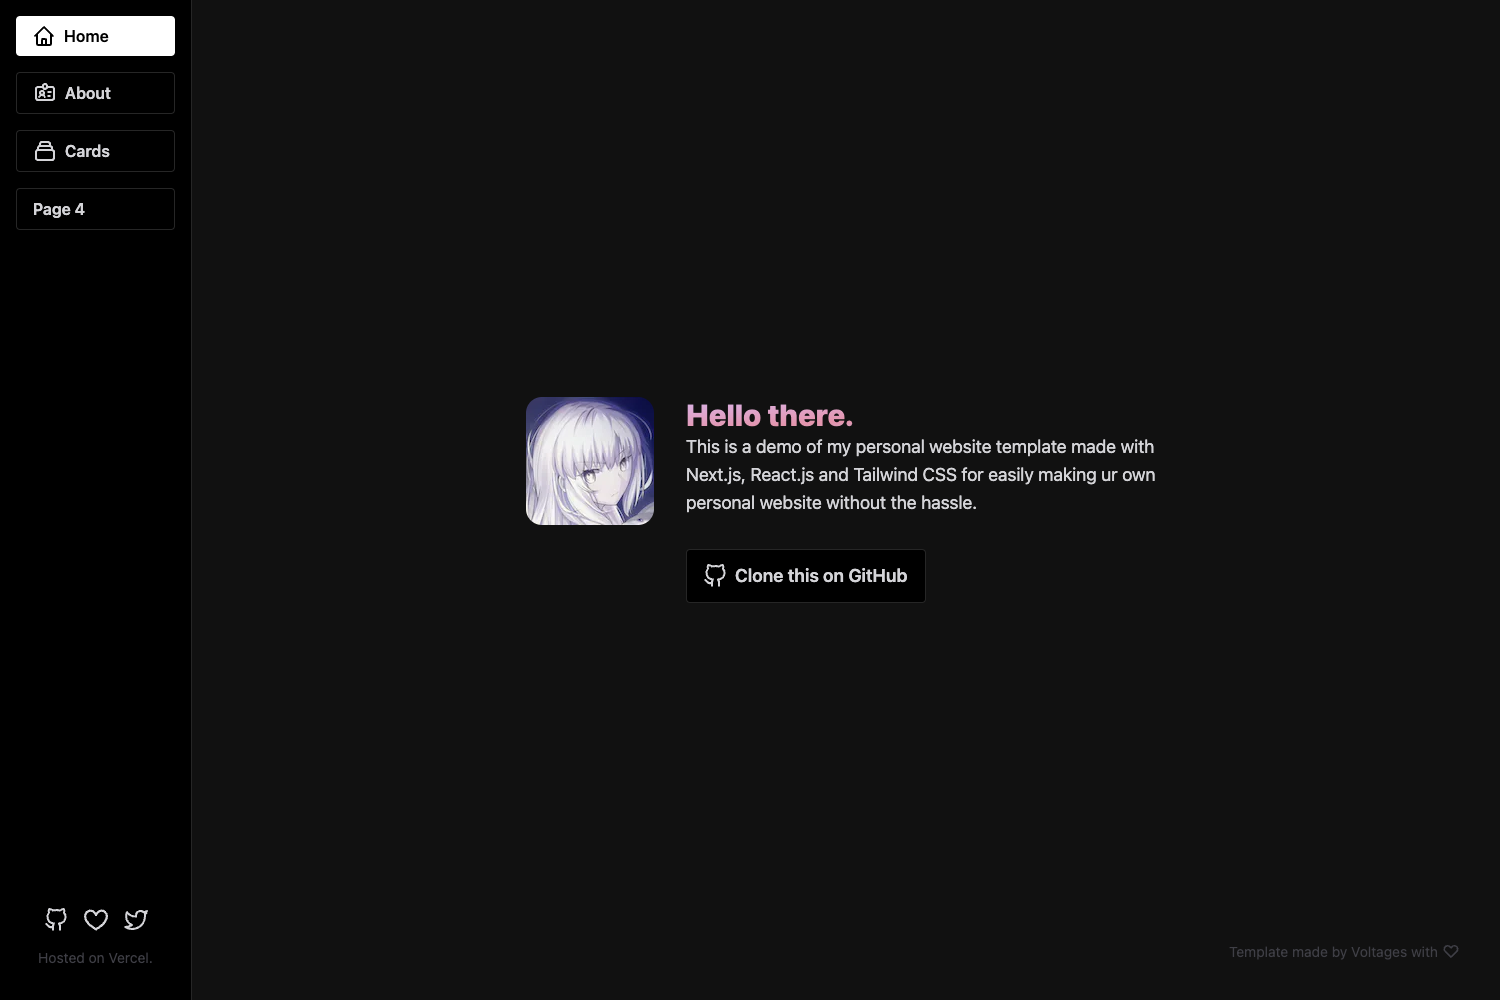 Home
About
Cards
Page 4
Hello there.
This is a demo of my personal website template made with
Next.js, React.js and Tailwind CSS for easily making ur own
personal website without the hassle.
Clone this on GitHub
Hosted on Vercel.
Template made by Voltages with